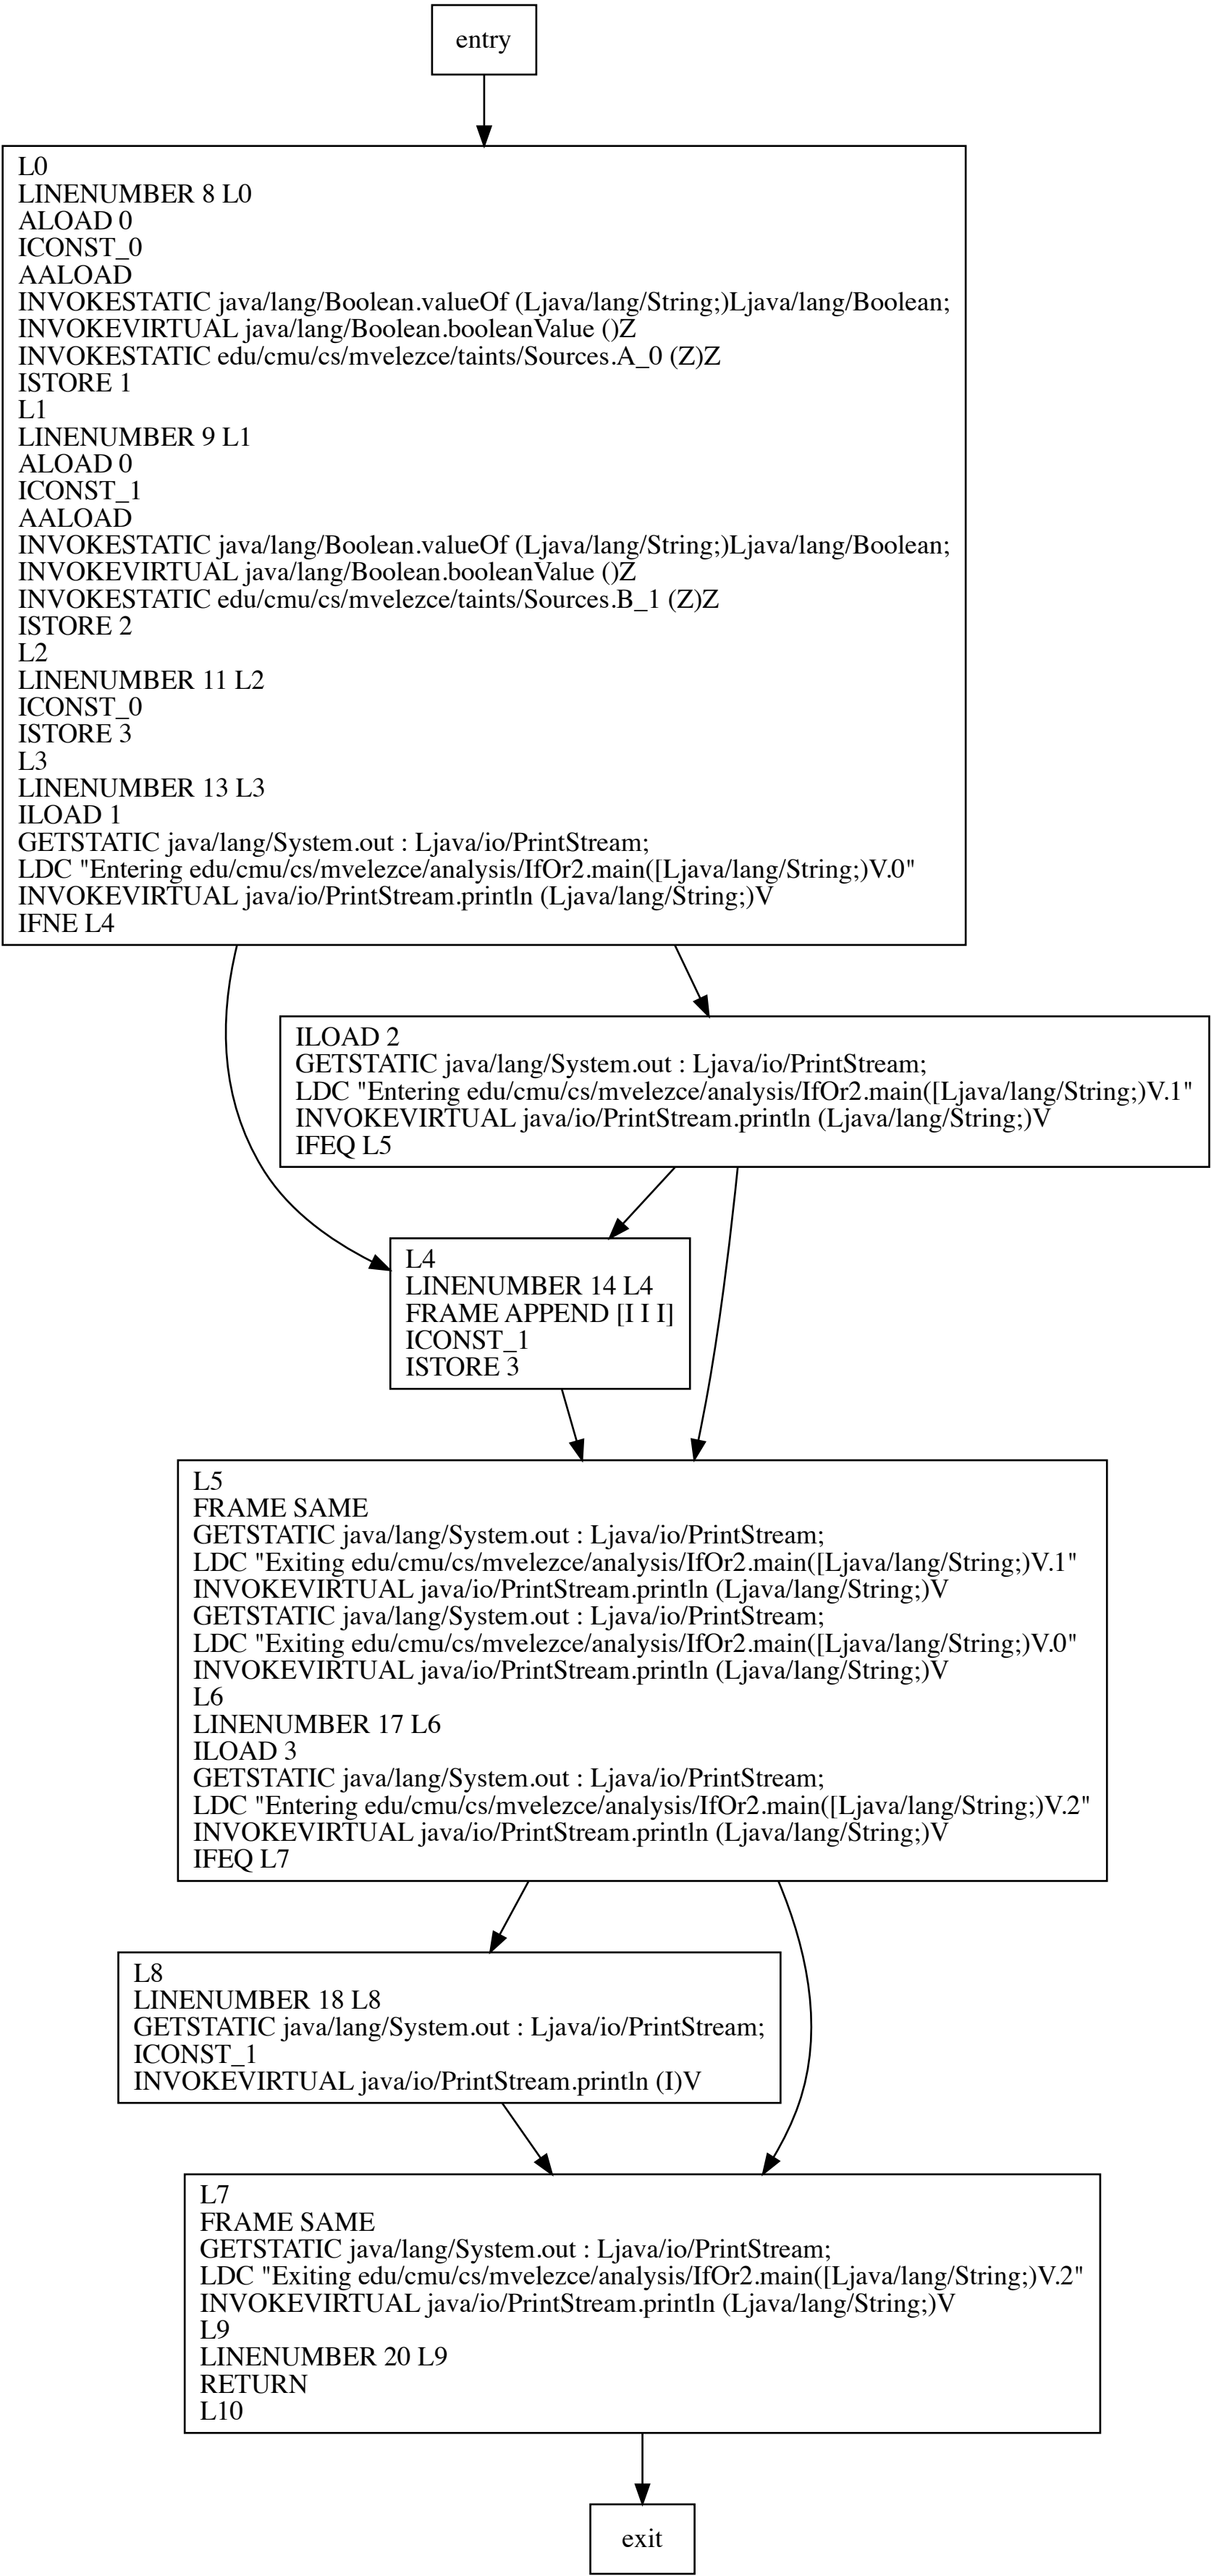 entry
L0
LINENUMBER 8 L0
ALOAD 0
ICONST_0
AALOAD
INVOKESTATIC java/lang/Boolean.valueOf (Ljava/lang/String;)Ljava/lang/Boolean;
INVOKEVIRTUAL java/lang/Boolean.booleanValue ()Z
INVOKESTATIC edu/cmu/cs/mvelezce/taints/Sources.A_0 (Z)Z
ISTORE 1
L1
LINENUMBER 9 L1
ALOAD 0
ICONST_1
AALOAD
INVOKESTATIC java/lang/Boolean.valueOf (Ljava/lang/String;)Ljava/lang/Boolean;
INVOKEVIRTUAL java/lang/Boolean.booleanValue ()Z
INVOKESTATIC edu/cmu/cs/mvelezce/taints/Sources.B_1 (Z)Z
ISTORE 2
L2
LINENUMBER 11 L2
ICONST_0
ISTORE 3
L3
LINENUMBER 13 L3
ILOAD 1
GETSTATIC java/lang/System.out : Ljava/io/PrintStream;
LDC "Entering edu/cmu/cs/mvelezce/analysis/IfOr2.main([Ljava/lang/String;)V.0"
INVOKEVIRTUAL java/io/PrintStream.println (Ljava/lang/String;)V
IFNE L4
ILOAD 2
GETSTATIC java/lang/System.out : Ljava/io/PrintStream;
LDC "Entering edu/cmu/cs/mvelezce/analysis/IfOr2.main([Ljava/lang/String;)V.1"
INVOKEVIRTUAL java/io/PrintStream.println (Ljava/lang/String;)V
IFEQ L5
L4
LINENUMBER 14 L4
FRAME APPEND [I I I]
ICONST_1
ISTORE 3
L5
FRAME SAME
GETSTATIC java/lang/System.out : Ljava/io/PrintStream;
LDC "Exiting edu/cmu/cs/mvelezce/analysis/IfOr2.main([Ljava/lang/String;)V.1"
INVOKEVIRTUAL java/io/PrintStream.println (Ljava/lang/String;)V
GETSTATIC java/lang/System.out : Ljava/io/PrintStream;
LDC "Exiting edu/cmu/cs/mvelezce/analysis/IfOr2.main([Ljava/lang/String;)V.0"
INVOKEVIRTUAL java/io/PrintStream.println (Ljava/lang/String;)V
L6
LINENUMBER 17 L6
ILOAD 3
GETSTATIC java/lang/System.out : Ljava/io/PrintStream;
LDC "Entering edu/cmu/cs/mvelezce/analysis/IfOr2.main([Ljava/lang/String;)V.2"
INVOKEVIRTUAL java/io/PrintStream.println (Ljava/lang/String;)V
IFEQ L7
L8
LINENUMBER 18 L8
GETSTATIC java/lang/System.out : Ljava/io/PrintStream;
ICONST_1
INVOKEVIRTUAL java/io/PrintStream.println (I)V
L7
FRAME SAME
GETSTATIC java/lang/System.out : Ljava/io/PrintStream;
LDC "Exiting edu/cmu/cs/mvelezce/analysis/IfOr2.main([Ljava/lang/String;)V.2"
INVOKEVIRTUAL java/io/PrintStream.println (Ljava/lang/String;)V
L9
LINENUMBER 20 L9
RETURN
L10
exit